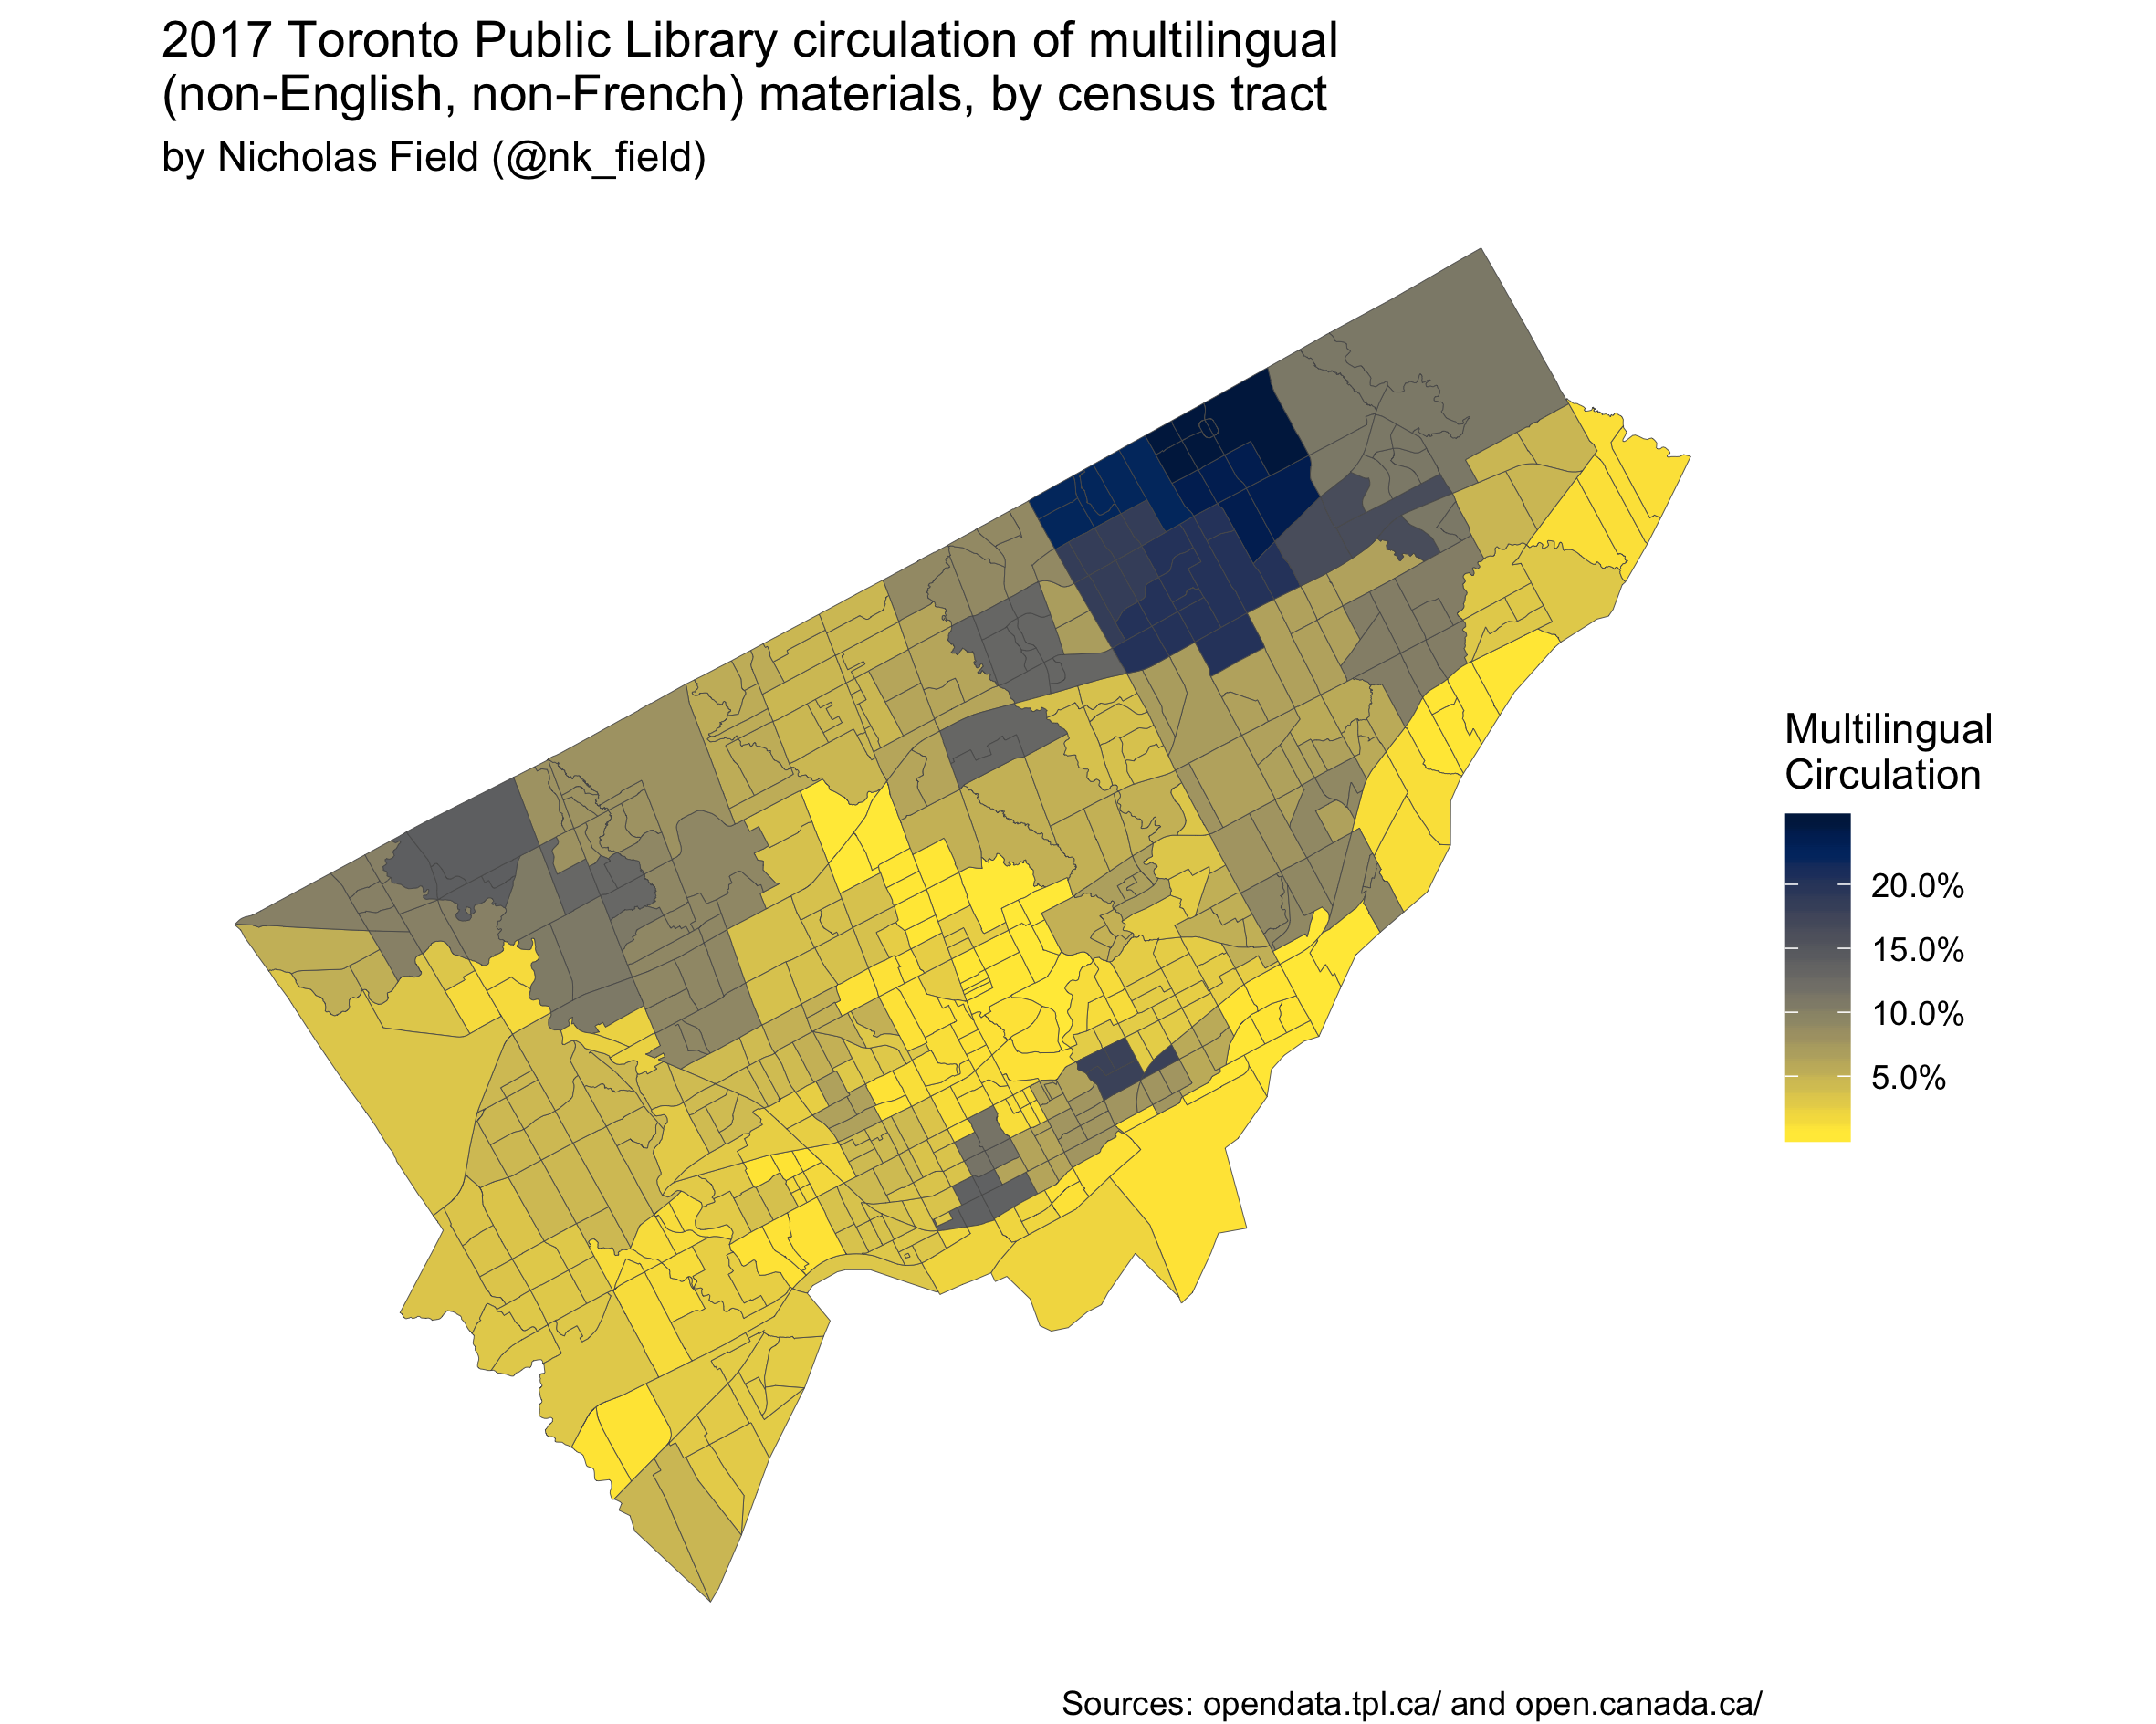 2017 Toronto Public Library circulation of multilingual
(non-English, non-French) materials, by census tract
by Nicholas Field (@nk_field)
Multilingual
Circulation
20.0%
15.0%
10.0%
5.0%
Sources: opendata.tpl.ca/ and open.canada.ca/